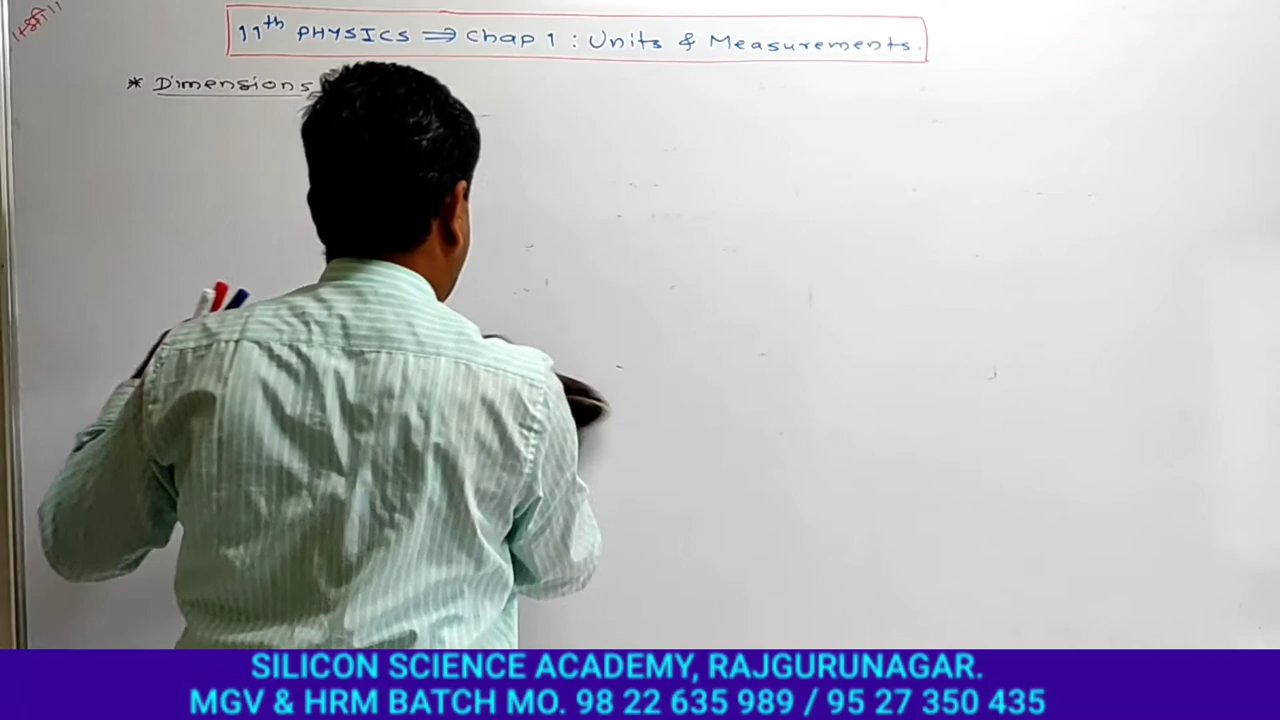 ॥श्री॥
11th PHYSICS ⇒ Chap 1 : Units & Measurements.
* Dimensions
SILICON SCIENCE ACADEMY, RAJGURUNAGAR.
MGV & HRM BATCH MO. 98 22 635 989 / 95 27 350 435